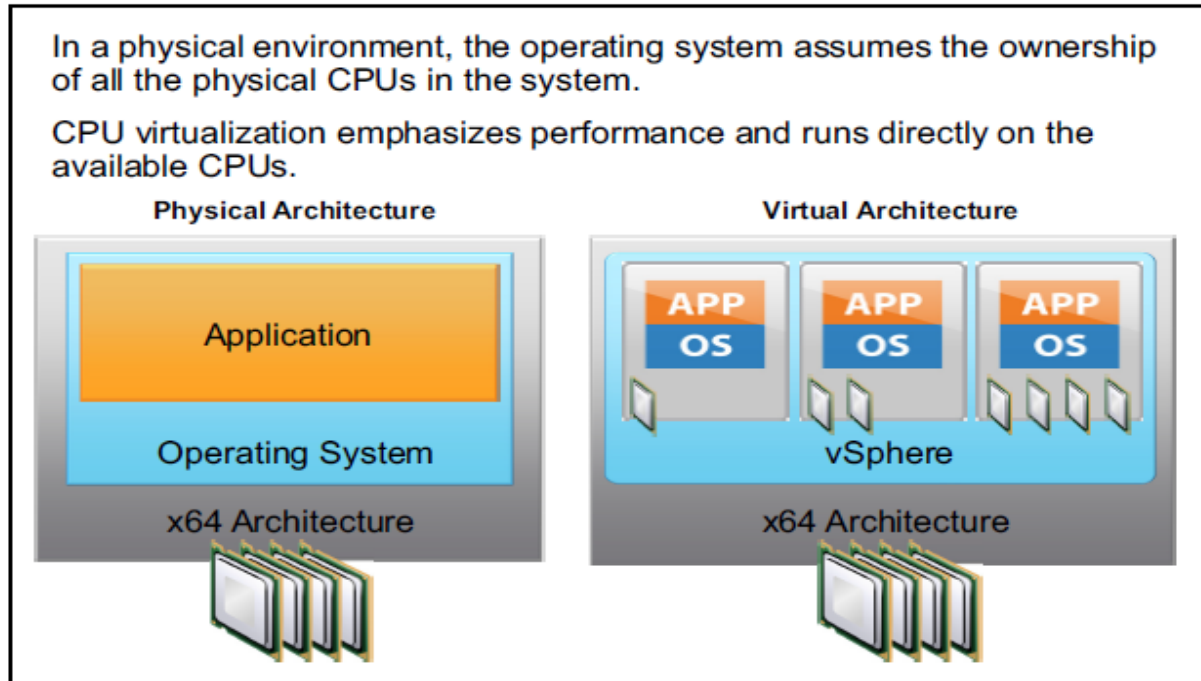 In a physical environment, the operating system assumes the ownership
of all the physical CPUs in the system.
CPU virtualization emphasizes performance and runs directly on the
available CPUs.
Physical Architecture
Application
Operating System
x64 Architecture
Virtual Architecture
APP
OS
APP
OS
APP
OS
vSphere
x64 Architecture